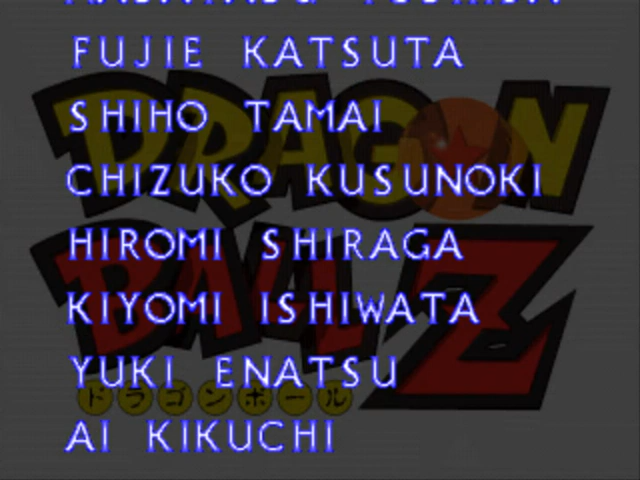 FUJIE KATSUTA
SHIHO TAMAI
CHIZUKO KUSUNOKI
HIROMI SHIRAGA
KIYOMI ISHIWATA
YUKI ENATSU
AI KIKUCHI
DRAGON
BALL Z
ドラゴンボール